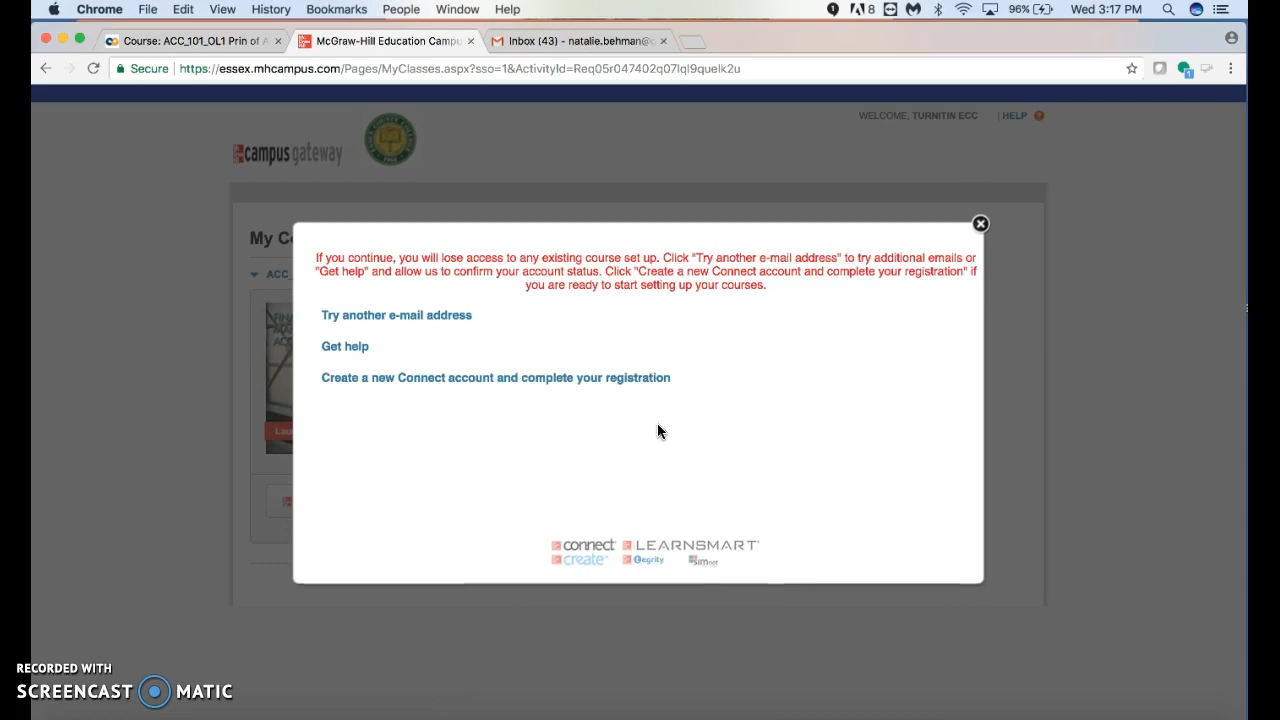 Chrome File Edit View History Bookmarks People Window Help
8 96% Wed 3:17 PM
Course: ACC_101_OL1 Prin of A
McGraw-Hill Education Campu
Inbox (43) - natalie.behman@
Secure https://essex.mhcampus.com/Pages/MyClasses.aspx?sso=1&ActivityId=Req05r047402q07lql9quelk2u
WELCOME, TURNITIN ECC | HELP
campus gateway
My C
If you continue, you will lose access to any existing course set up. Click "Try another e-mail address" to try additional emails or
"Get help" and allow us to confirm your account status. Click "Create a new Connect account and complete your registration" if
you are ready to start setting up your courses.
ACC_
Try another e-mail address
Get help
Create a new Connect account and complete your registration
Lau
connect LEARNSMART
create tegrity simnet
RECORDED WITH
SCREENCAST MATIC